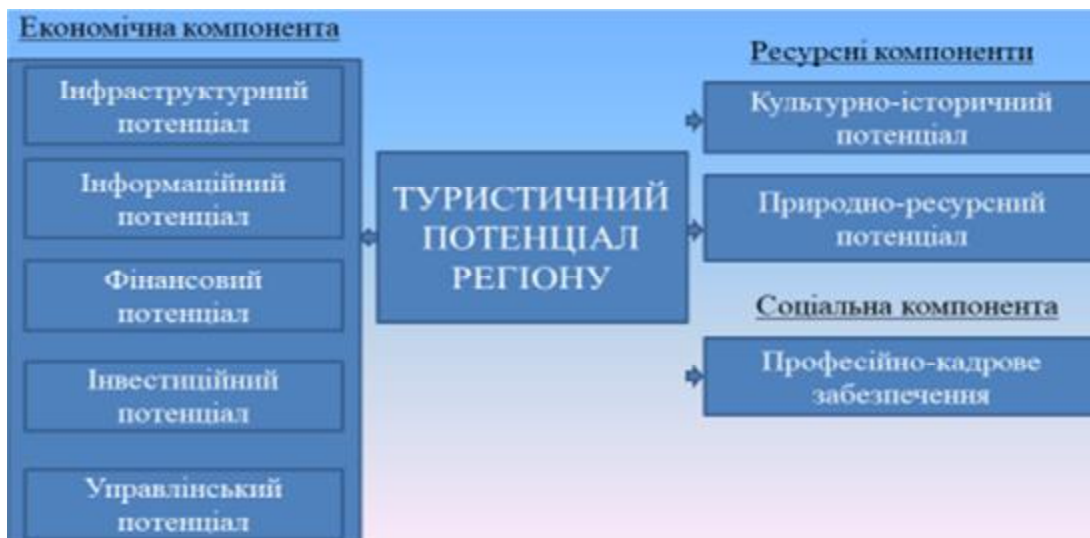 Економічна компонента
Інфраструктурний
потенціал
Інформаційний
потенціал
Фінансовий
потенціал
Інвестиційний
потенціал
Управлінський
потенціал
ТУРИСТИЧНИЙ
ПОТЕНЦІАЛ
РЕГІОНУ
Ресурсні компоненти
Культурно-історичний
потенціал
Природно-ресурсний
потенціал
Соціальна компонента
Професійно-кадрове
забезпечення